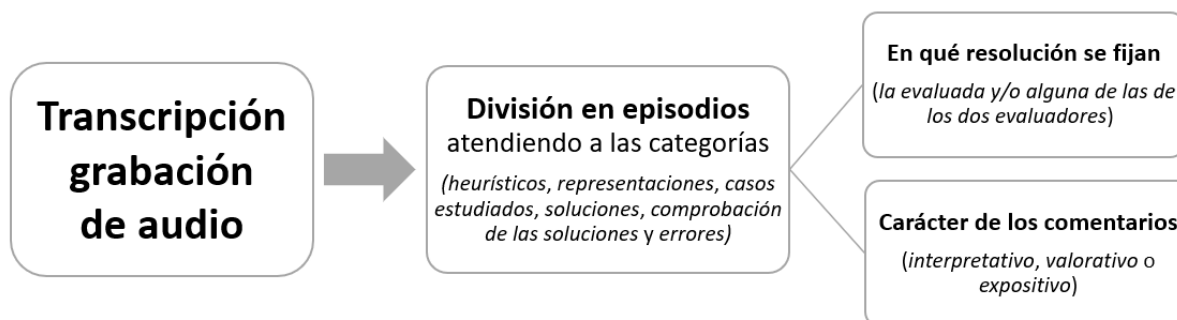 Transcripción
grabación
de audio
División en episodios
atendiendo a las categorías
(heurísticos, representaciones, casos
estudiados, soluciones, comprobación
de las soluciones y errores)
En qué resolución se fijan
(la evaluada y/o alguna de las de
los dos evaluadores)
Carácter de los comentarios
(interpretativo, valorativo o
expositivo)